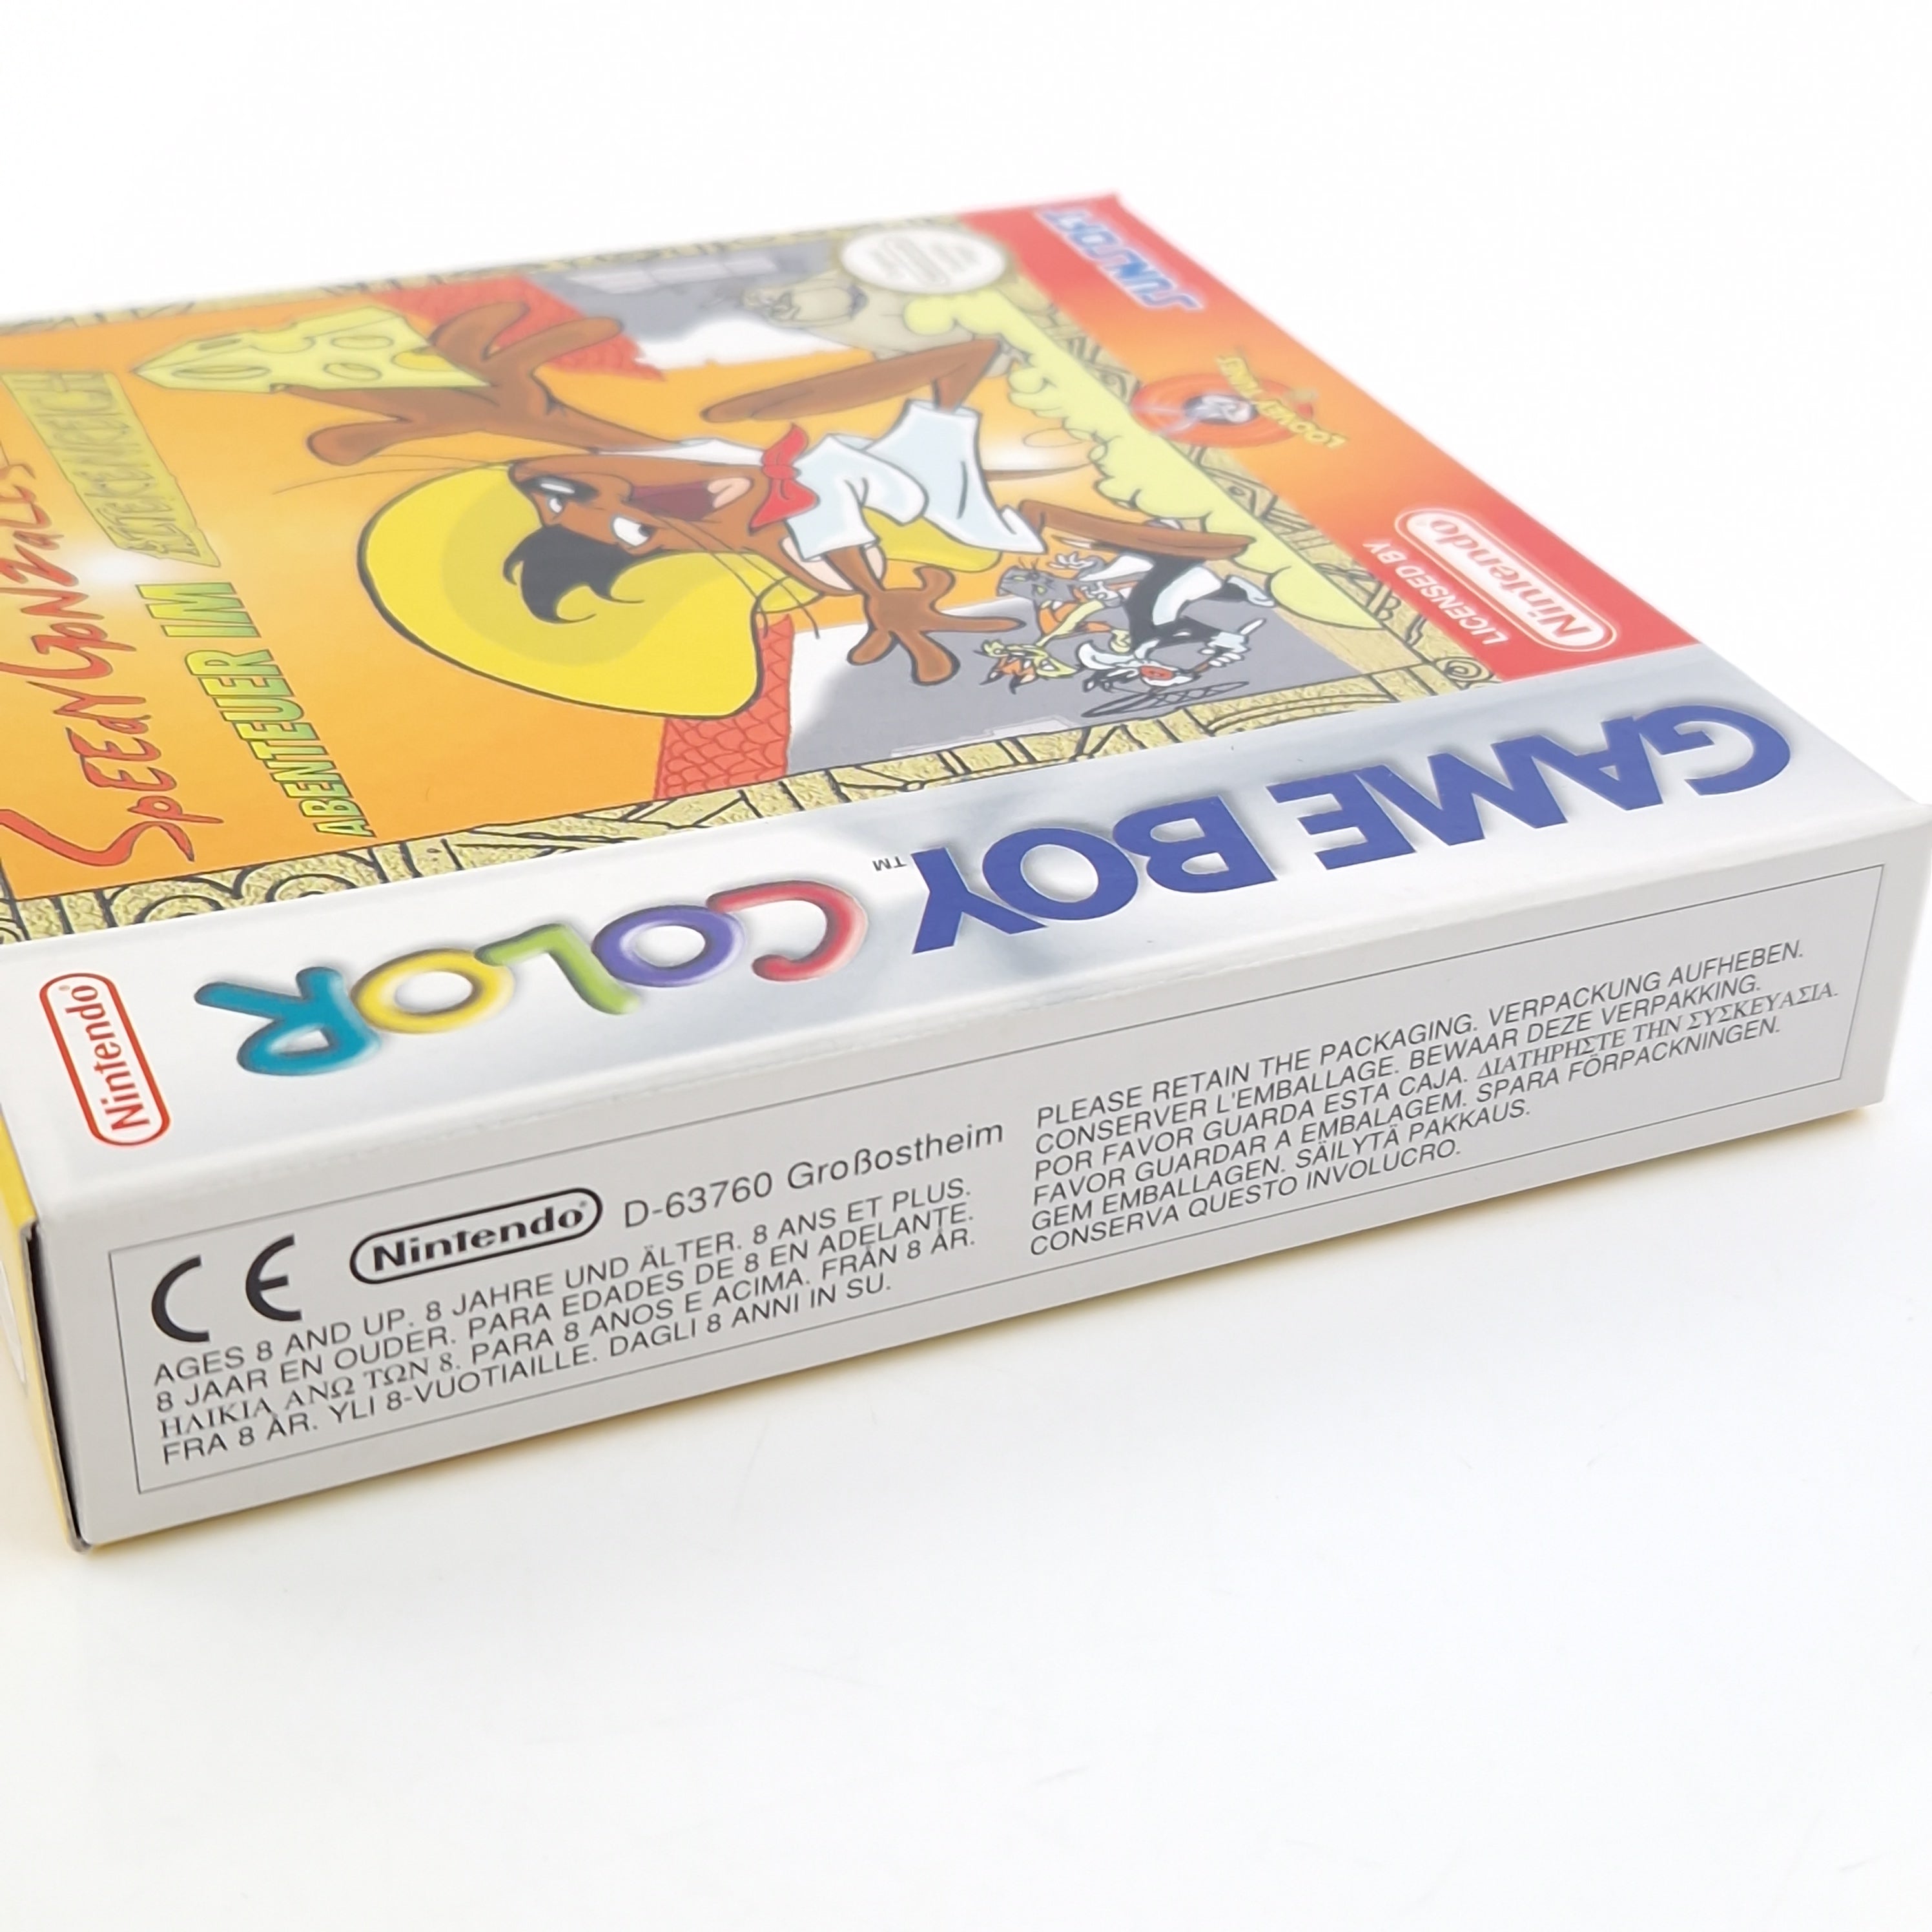 SUNSOFT
LOONEY TUNES
LICENSED BY
Nintendo®
SPEEDY GONZALES
ABENTEUER IM
AZTEKENREICH
GAME BOY
COLOR
TM
Nintendo®
CE Nintendo® D-63760 Großostheim
AGES 8 AND UP. 8 JAHRE UND ÄLTER. 8 ANS ET PLUS.
8 JAAR EN OUDER. PARA EDADES DE 8 EN ADELANTE.
ΗΛΙΚΙΑ ΑΝΩ ΤΩΝ 8. PARA 8 ANOS E ACIMA. FRÅN 8 ÅR.
FRA 8 ÅR. YLI 8-VUOTIAILLE. DAGLI 8 ANNI IN SU.
PLEASE RETAIN THE PACKAGING. VERPACKUNG AUFHEBEN.
CONSERVER L'EMBALLAGE. BEWAAR DEZE VERPAKKING.
POR FAVOR GUARDA ESTA CAJA. ΔΙΑΤΗΡΗΣΤΕ ΤΗΝ ΣΥΣΚΕΥΑΣΙΑ.
FAVOR GUARDAR A EMBALAGEM. SPARA FÖRPACKNINGEN.
GEM EMBALLAGEN. SÄILYTÄ PAKKAUS.
CONSERVA QUESTO INVOLUCRO.